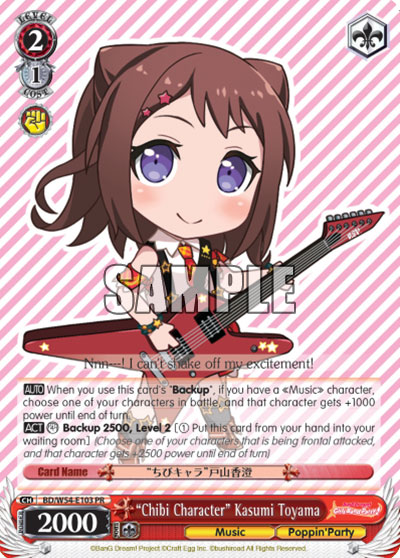 LEVEL
2
1
COST
SAMPLE
Nnn~~! I can't shake off my excitement!
AUTO When you use this card's "Backup", if you have a «Music» character,
choose one of your characters in battle, and that character gets +1000
power until end of turn.
ACT Backup 2500, Level 2 [① Put this card from your hand into your
waiting room] (Choose one of your characters that is being frontal attacked,
and that character gets +2500 power until end of turn)
Card Name
“ちびキャラ”戸山香澄
BD/W54-E103 PR
"Chibi Character" Kasumi Toyama
2000
POWER
Music
Poppin'Party
©BanG Dream! Project ©Craft Egg Inc. ©bushiroad All Rights Reserved.